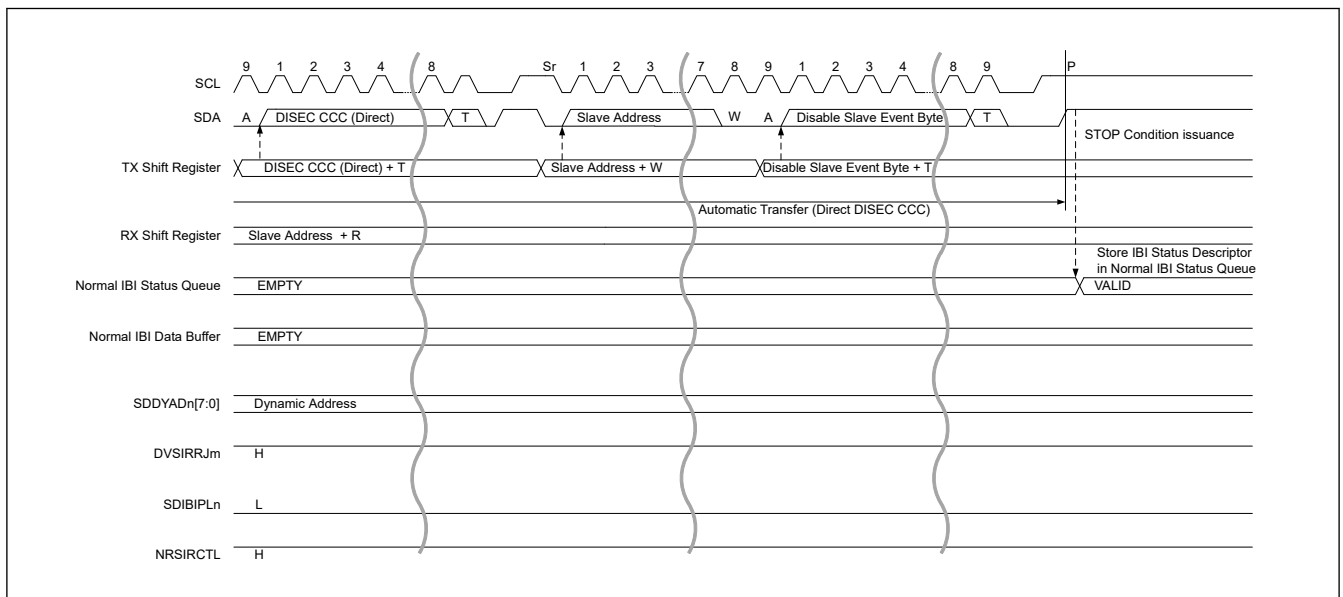 9 1 2 3 4 8 Sr 1 2 3 7 8 9 1 2 3 4 8 9 P
SCL
SDA A DISEC CCC (Direct) T Slave Address W A Disable Slave Event Byte T
STOP Condition issuance
TX Shift Register DISEC CCC (Direct) + T Slave Address + W Disable Slave Event Byte + T
Automatic Transfer (Direct DISEC CCC)
RX Shift Register Slave Address + R
Store IBI Status Descriptor
in Normal IBI Status Queue
Normal IBI Status Queue EMPTY VALID
Normal IBI Data Buffer EMPTY
SDDYADn[7:0] Dynamic Address
DVSIRRJm H
SDIBIPLn L
NRSIRCTL H